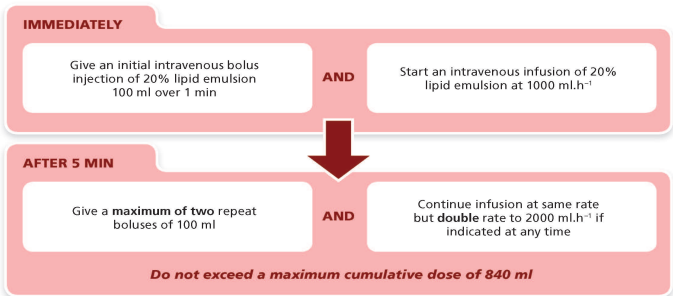 IMMEDIATELY
Give an initial intravenous bolus
injection of 20% lipid emulsion
100 ml over 1 min
AND
Start an intravenous infusion of 20%
lipid emulsion at 1000 ml.h⁻¹
AFTER 5 MIN
Give a maximum of two repeat
boluses of 100 ml
AND
Continue infusion at same rate
but double rate to 2000 ml.h⁻¹ if
indicated at any time
Do not exceed a maximum cumulative dose of 840 ml